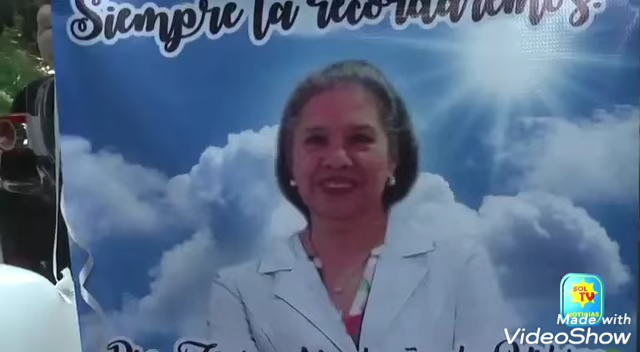 Siempre la recordaremos.
SOL
TV
NOTICIAS
Made with
VideoShow